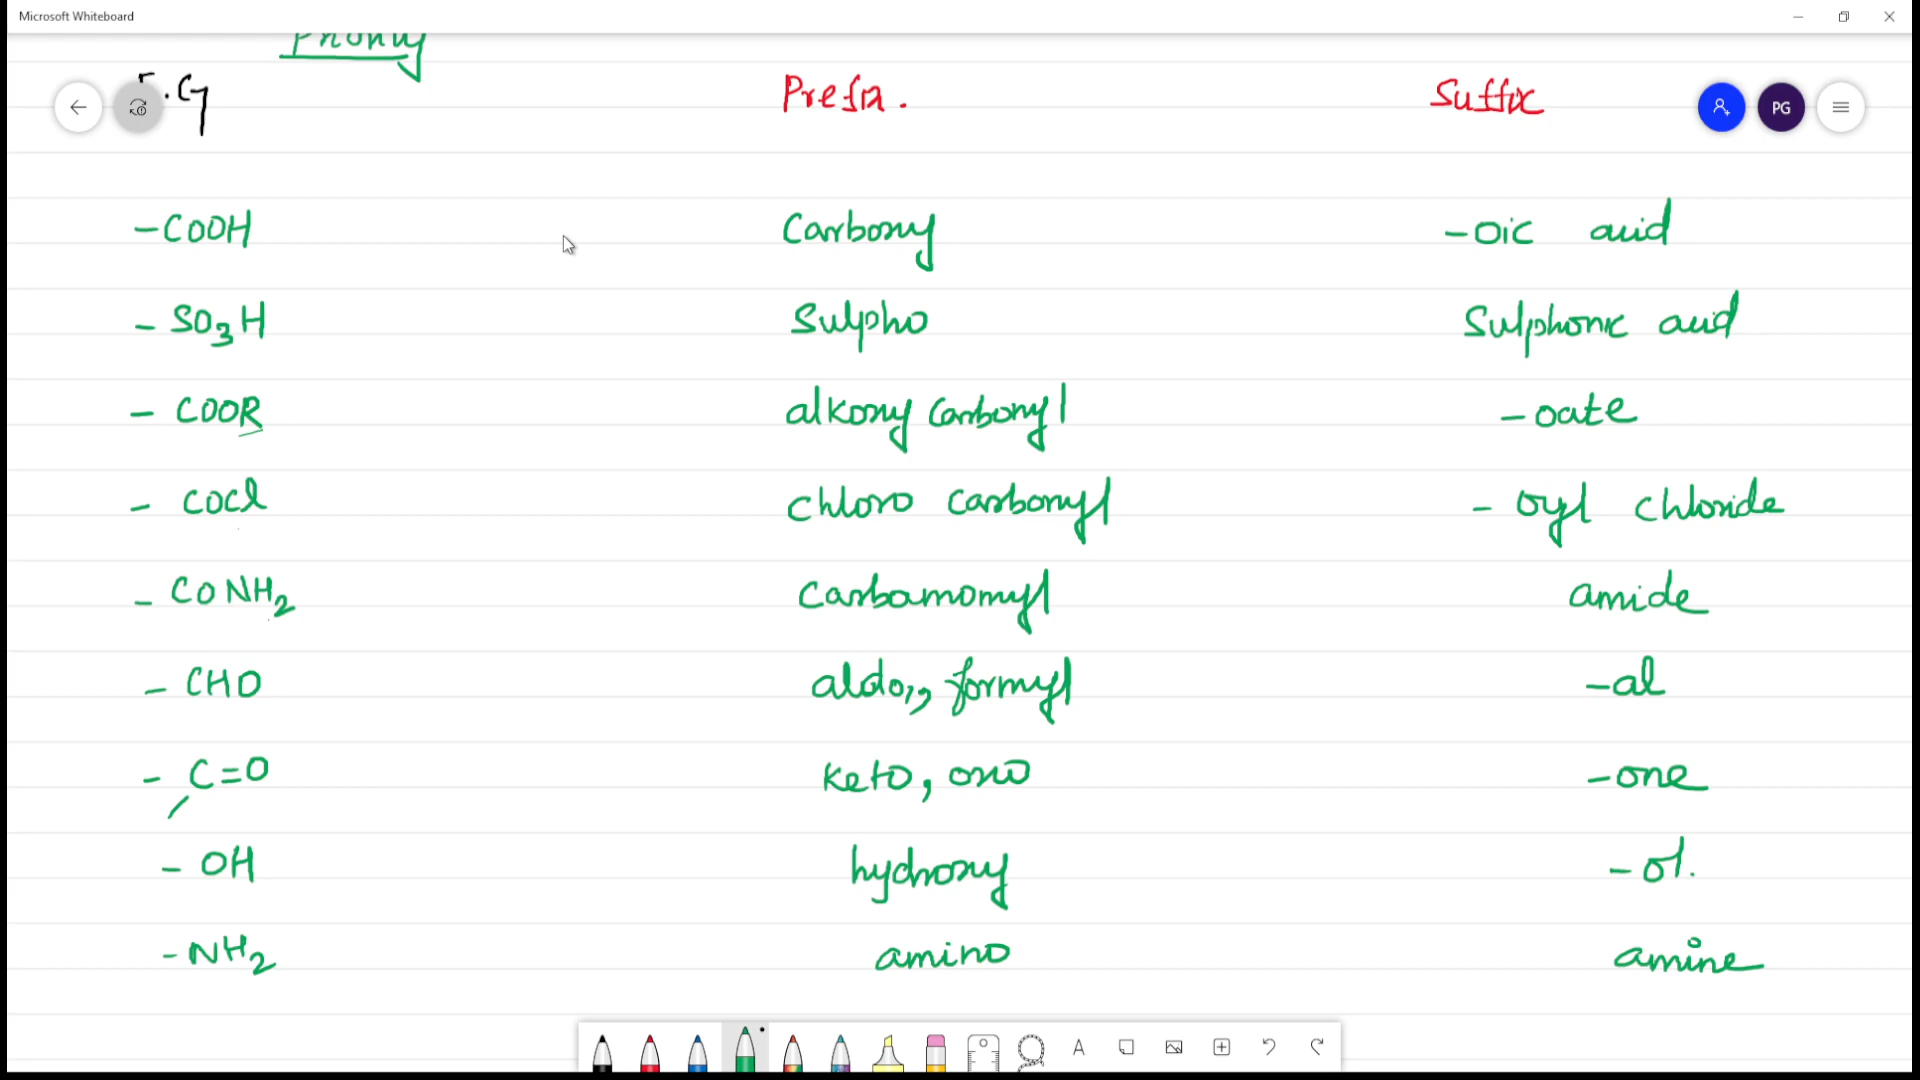 Microsoft Whiteboard
F.G Prefix. Suffix
PG
-COOH Carboxy -oic acid
- SO3H Sulpho Sulphonic acid
- COOR alkoxy Carbonyl -oate
- COCl chloro carbonyl - oyl chloride
- CONH2 Carbamomyl amide
- CHO aldo,, formyl -al
- C=O keto, oxo -one
- OH hydroxy -ol.
-NH2 amino amine
A